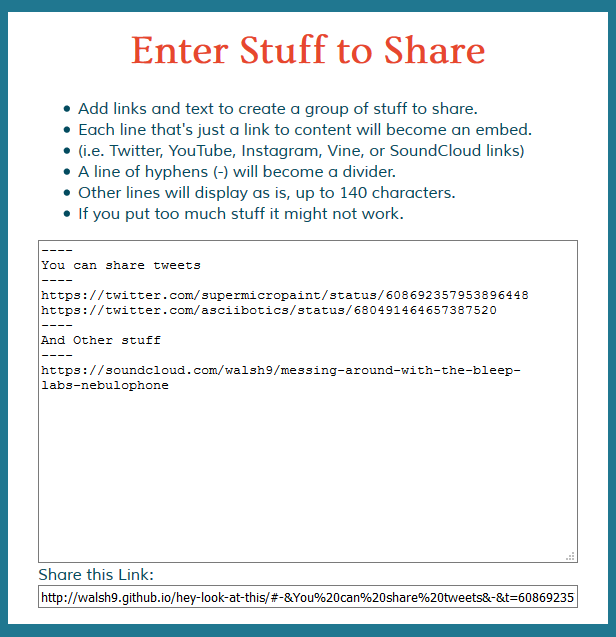 Enter Stuff to Share
• Add links and text to create a group of stuff to share.
• Each line that's just a link to content will become an embed.
• (i.e. Twitter, YouTube, Instagram, Vine, or SoundCloud links)
• A line of hyphens (-) will become a divider.
• Other lines will display as is, up to 140 characters.
• If you put too much stuff it might not work.
----
You can share tweets
----
https://twitter.com/supermicropaint/status/608692357953896448
https://twitter.com/asciibotics/status/680491464657387520
----
And Other stuff
----
https://soundcloud.com/walsh9/messing-around-with-the-bleep-
labs-nebulophone
Share this Link:
http://walsh9.github.io/hey-look-at-this/#-&You%20can%20share%20tweets&-&t=60869235